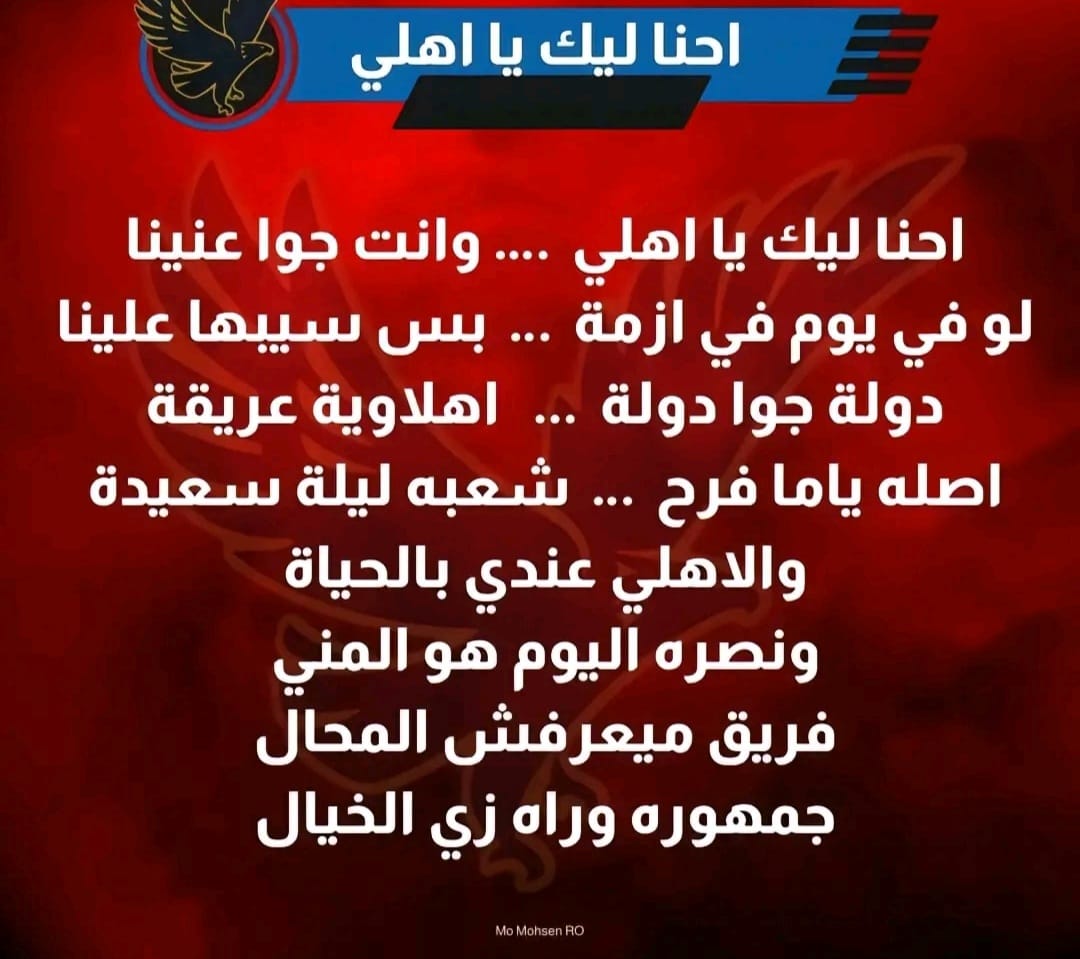 احنا ليك يا اهلي
احنا ليك يا اهلي .... وانت جوا عنينا
لو في يوم في ازمة ... بس سيبها علينا
دولة جوا دولة ... اهلاوية عريقة
اصله ياما فرح ... شعبه ليلة سعيدة
والاهلي عندي بالحياة
ونصره اليوم هو المني
فريق ميعرفش المحال
جمهوره وراه زي الخيال
Mo Mohsen RO